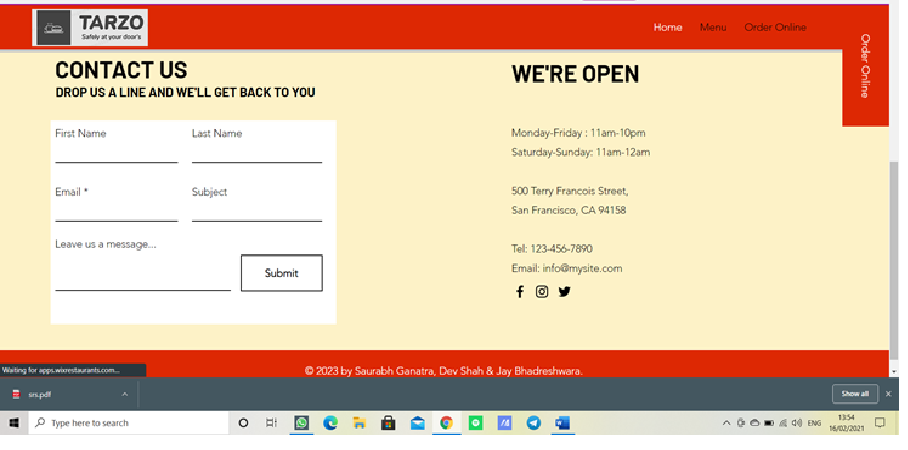 TARZO
Safely at your door's
Home Menu Order Online
Order Online
CONTACT US
DROP US A LINE AND WE'LL GET BACK TO YOU
First Name Last Name
Email * Subject
Leave us a message...
Submit
WE'RE OPEN
Monday-Friday : 11am-10pm
Saturday-Sunday: 11am-12am
500 Terry Francois Street,
San Francisco, CA 94158
Tel: 123-456-7890
Email: info@mysite.com
© 2023 by Saurabh Ganatra, Dev Shah & Jay Bhadreshwara.
Waiting for apps.wixrestaurants.com...
srs.pdf
Show all
Type here to search
ENG
13:54
16/02/2021